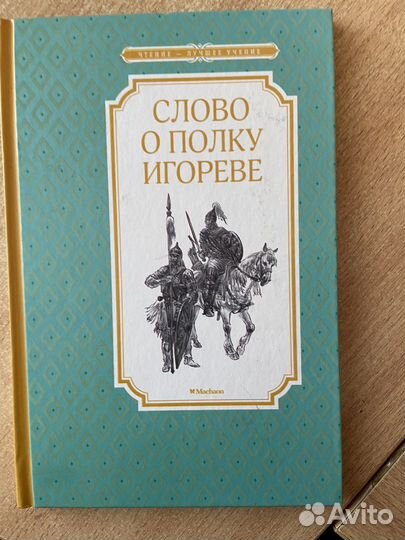 ЧТЕНИЕ – ЛУЧШЕЕ УЧЕНИЕ
СЛОВО
О ПОЛКУ
ИГОРЕВЕ
Machaon
Avito